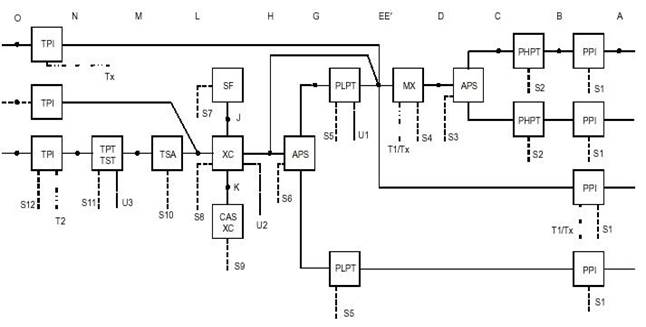 O N M L H G EE' D C B A
TPI PHPT PPI
Tx S2 S1
SF PLPT MX APS
S7
TPI J S5 U1 T1/Tx S4 S3 PHPT PPI
S2 S1
TPI TPT TST TSA XC APS
S12 T2 S11 U3 S10 S8 K U2 S6 PPI
CAS XC T1/Tx S1
S9
PLPT PPI
S5 S1